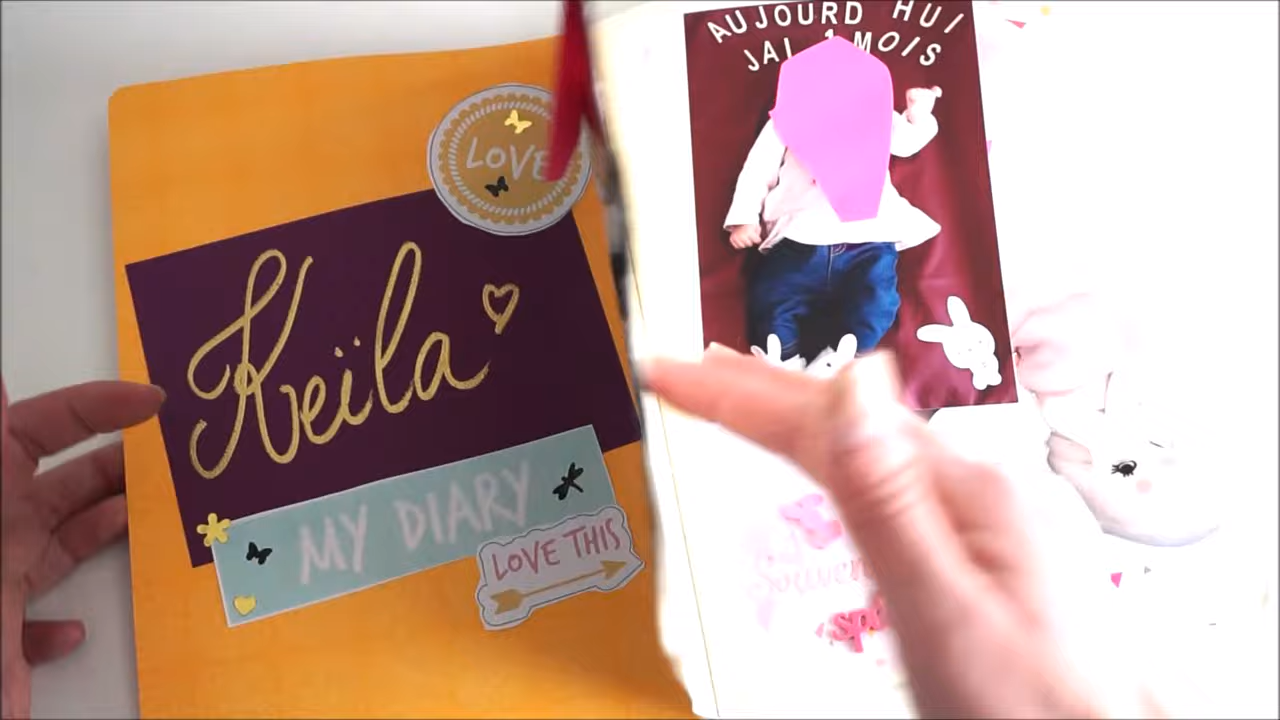 LOVE
Keïla
MY DIARY
LOVE THIS
AUJOURD HUI
JAI 1 MOIS